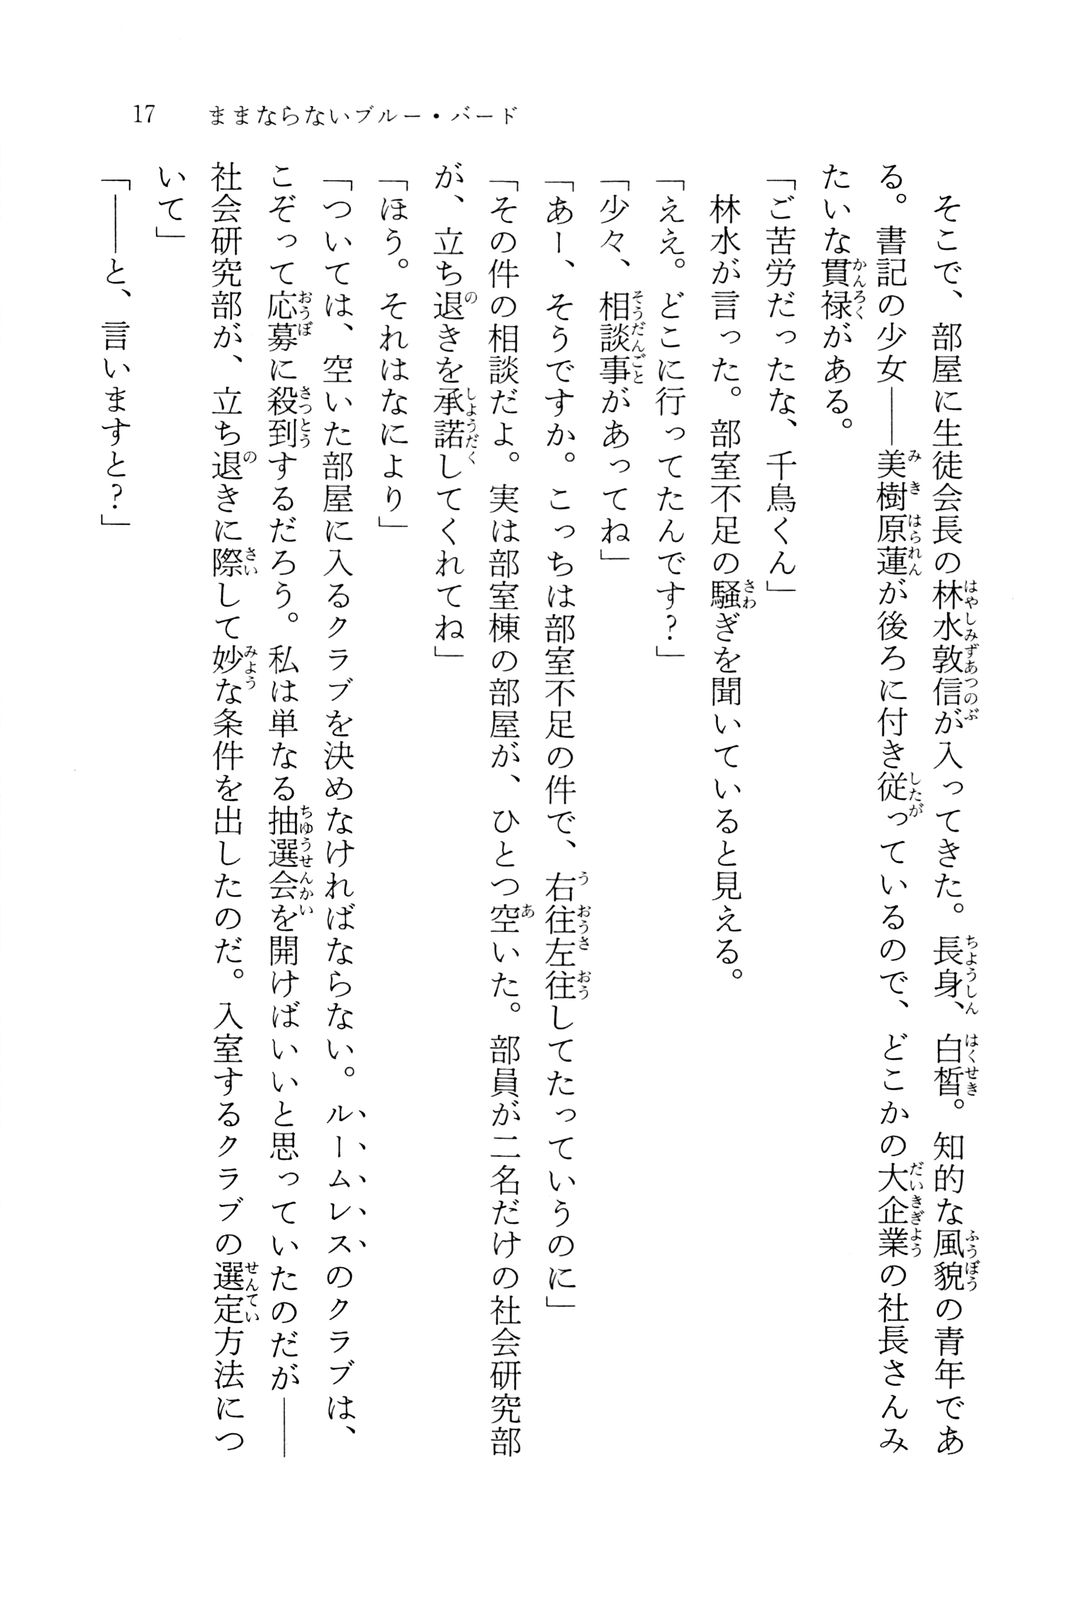 17　ままならないブルー・バード
　そこで、部屋に生徒会長の林水敦信が入ってきた。長身、白皙。知的な風貌の青年であ
る。書記の少女――美樹原蓮が後ろに付き従っているので、どこかの大企業の社長さんみ
たいな貫禄がある。
「ご苦労だったな、千鳥くん」
　林水が言った。部室不足の騒ぎを聞いていると見える。
「ええ。どこに行ってたんです？」
「少々、相談事があってね」
「あー、そうですか。こっちは部室不足の件で、右往左往してたっていうのに」
「その件の相談だよ。実は部室棟の部屋が、ひとつ空いた。部員が二名だけの社会研究部
が、立ち退きを承諾してくれてね」
「ほう。それはなにより」
「ついては、空いた部屋に入るクラブを決めなければならない。ルームレスのクラブは、
こぞって応募に殺到するだろう。私は単なる抽選会を開けばいいと思っていたのだが――
社会研究部が、立ち退きに際して妙な条件を出したのだ。入室するクラブの選定方法につ
いて」
「――と、言いますと？」